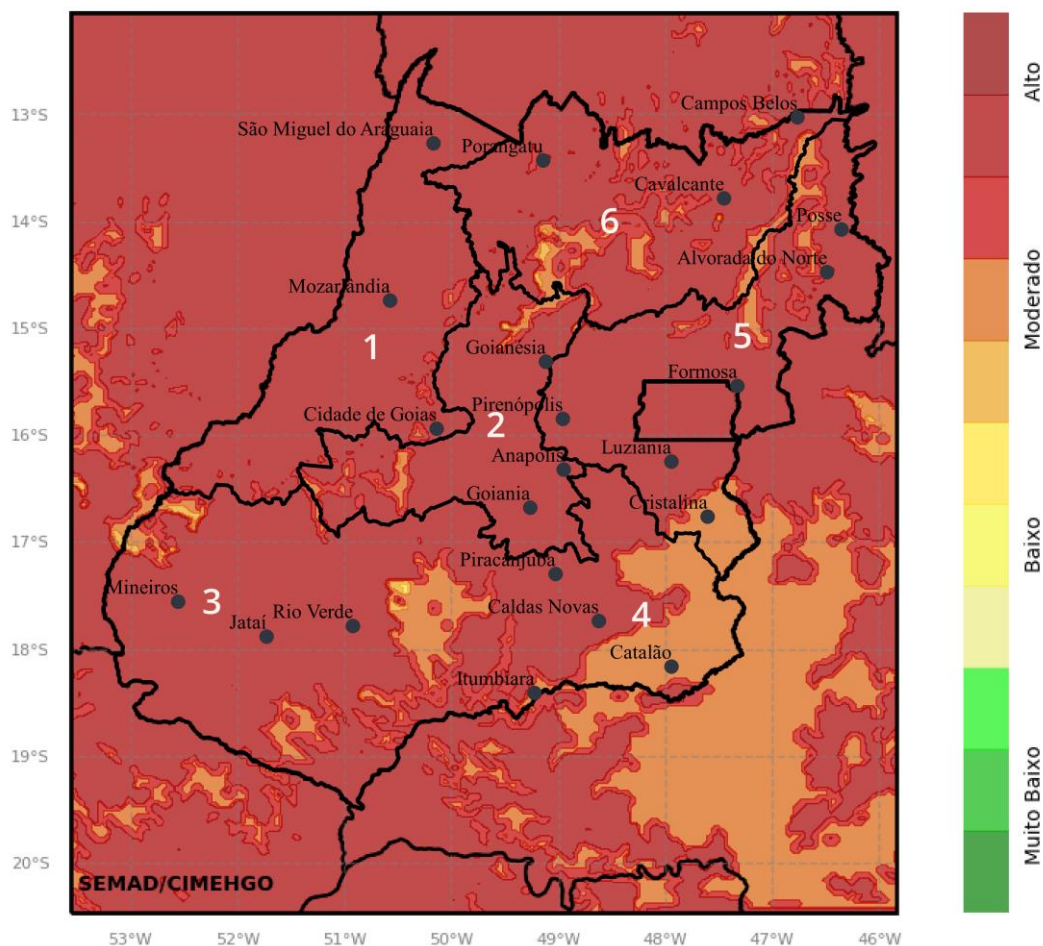 Alto
Campos Belos
13°S
São Miguel do Araguaia
Porangatu
Cavalcante
14°S
6
Posse
Alvorada do Norte
Mozarlândia
15°S
1
5
Goianésia
Formosa
Cidade de Goias
Pirenópolis
2
16°S
Luziania
Anapolis
Goiania
Cristalina
17°S
Piracanjuba
Mineiros
3
Rio Verde
Caldas Novas
4
Jataí
18°S
Catalão
Itumbiara
19°S
20°S
SEMAD/CIMEHGO
53°W 52°W 51°W 50°W 49°W 48°W 47°W 46°W
Moderado
Baixo
Muito Baixo